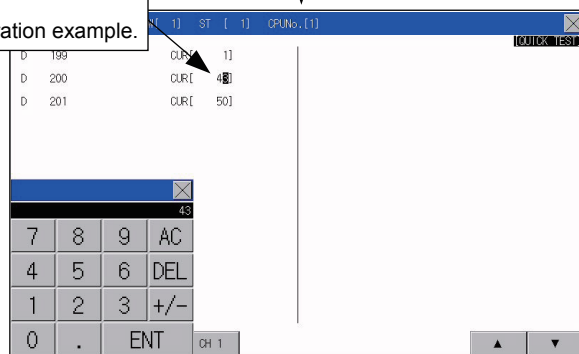 ration example.
[ 1] ST [ 1] CPUNo.[1]
[QUICK TEST]
D 199 CUR[ 1]
D 200 CUR[ 43]
D 201 CUR[ 50]
43
7 8 9 AC
4 5 6 DEL
1 2 3 +/-
0 . ENT
CH 1
▲ ▼